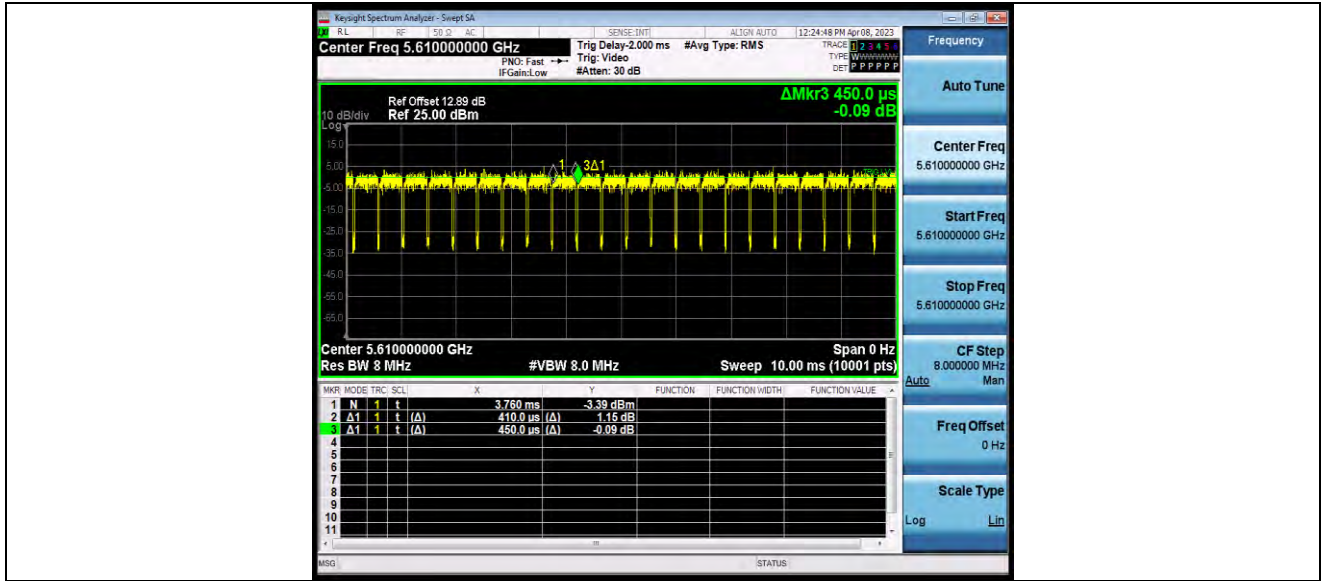 Keysight Spectrum Analyzer - Swept SA
RL RF 50 Ω AC SENSE:INT ALIGN AUTO 12:24:48 PM Apr 08, 2023
Center Freq 5.610000000 GHz
PNO: Fast
IFGain:Low
Trig Delay-2.000 ms
Trig: Video
#Atten: 30 dB
#Avg Type: RMS
TRACE 1 2 3 4 5 6
TYPE WWWWWW
DET P P P P P P
ΔMkr3 450.0 µs
-0.09 dB
Ref Offset 12.89 dB
10 dB/div Ref 25.00 dBm
Log
15.0
5.00
-5.00
-15.0
-25.0
-35.0
-45.0
-55.0
-65.0
1 3Δ1
Center 5.610000000 GHz Span 0 Hz
Res BW 8 MHz #VBW 8.0 MHz Sweep 10.00 ms (10001 pts)
MKR MODE TRC SCL X Y FUNCTION FUNCTION WIDTH FUNCTION VALUE
1 N 1 t 3.760 ms -3.39 dBm
2 Δ1 1 t (Δ) 410.0 µs (Δ) 1.15 dB
3 Δ1 1 t (Δ) 450.0 µs (Δ) -0.09 dB
4
5
6
7
8
9
10
11
MSG STATUS
Frequency
Auto Tune
Center Freq
5.610000000 GHz
Start Freq
5.610000000 GHz
Stop Freq
5.610000000 GHz
CF Step
8.000000 MHz
Auto Man
Freq Offset
0 Hz
Scale Type
Log Lin